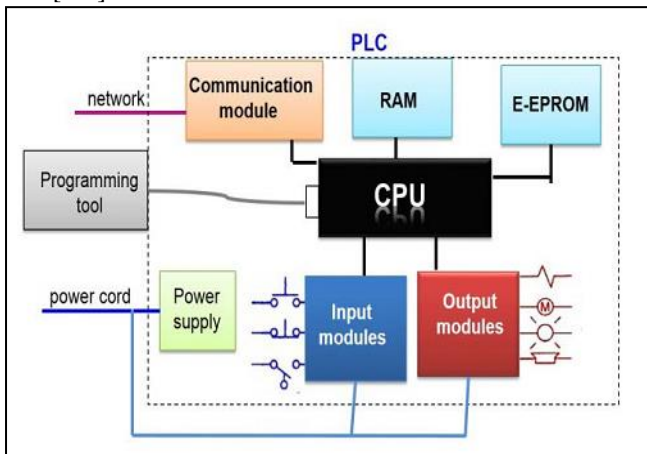 PLC
network
Communication
module
RAM
E-EPROM
Programming
tool
CPU
power cord
Power
supply
Input
modules
Output
modules
M